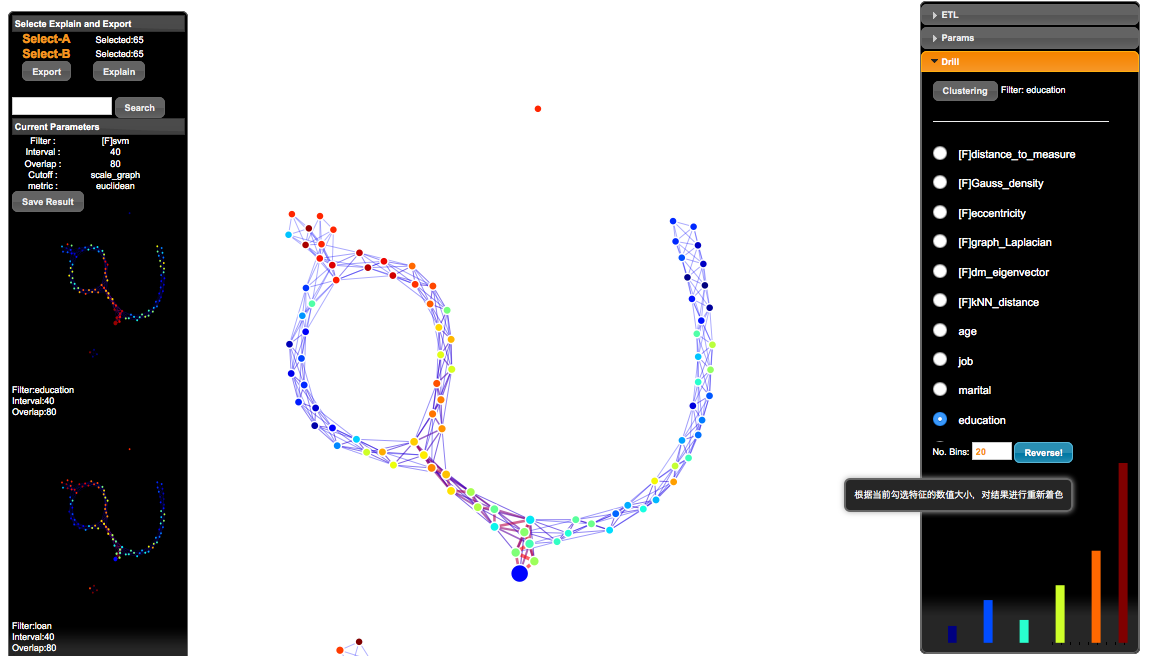 Selecte Explain and Export
Select-A Selected:65
Select-B Selected:65
Export Explain
Search
Current Parameters
Filter : [F]svm
Interval : 40
Overlap : 80
Cutoff : scale_graph
metric : euclidean
Save Result
Filter:education
Interval:40
Overlap:80
Filter:loan
Interval:40
Overlap:80
ETL
Params
Drill
Clustering Filter: education
[F]distance_to_measure
[F]Gauss_density
[F]eccentricity
[F]graph_Laplacian
[F]dm_eigenvector
[F]kNN_distance
age
job
marital
education
No. Bins: 20 Reverse!
根据当前勾选特征的数值大小，对结果进行重新着色